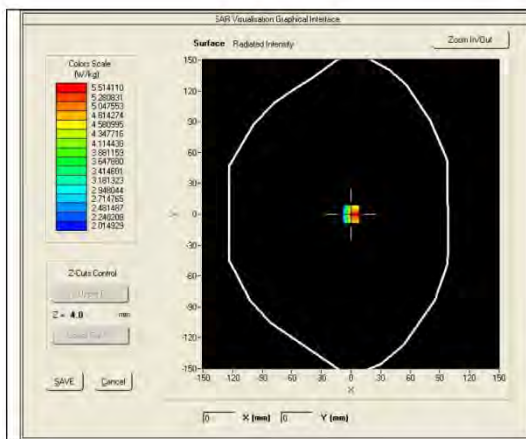 SAR Visualisation Graphical Interface
Surface Radiated Intensity
Zoom In/Out
Colors Scale
(W/kg)
5.514110
5.280831
5.047553
4.814274
4.580995
4.347716
4.114438
3.881159
3.647880
3.414601
3.181323
2.948044
2.714765
2.481487
2.248208
2.014929
150
120
90
60
30
0
-30
-60
-90
-120
-150
Y
-150 -120 -90 -60 -30 0 30 60 90 120 150
X
Z-Cuts Control
Z = 4.0 mm
SAVE Cancel
0 X (mm) 0 Y (mm)